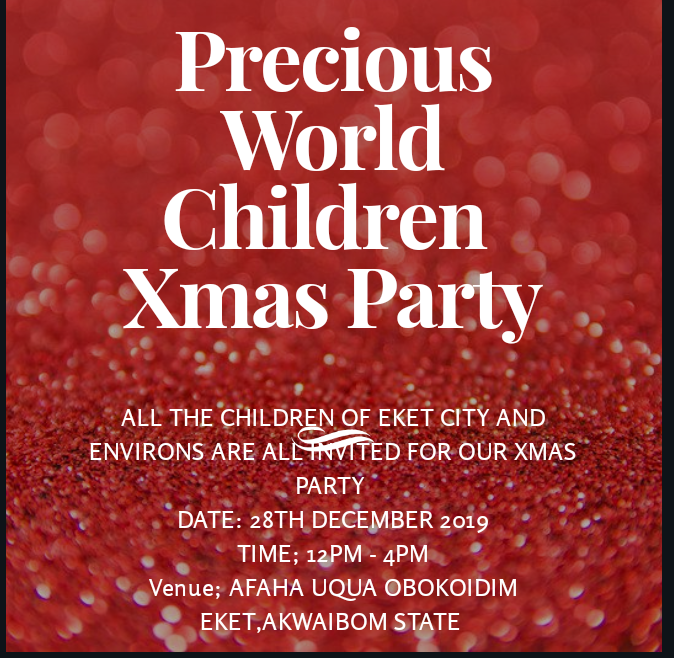 Precious
World
Children
Xmas Party
ALL THE CHILDREN OF EKET CITY AND
ENVIRONS ARE ALL INVITED FOR OUR XMAS
PARTY
DATE: 28TH DECEMBER 2019
TIME; 12PM - 4PM
Venue; AFAHA UQUA OBOKOIDIM
EKET,AKWAIBOM STATE